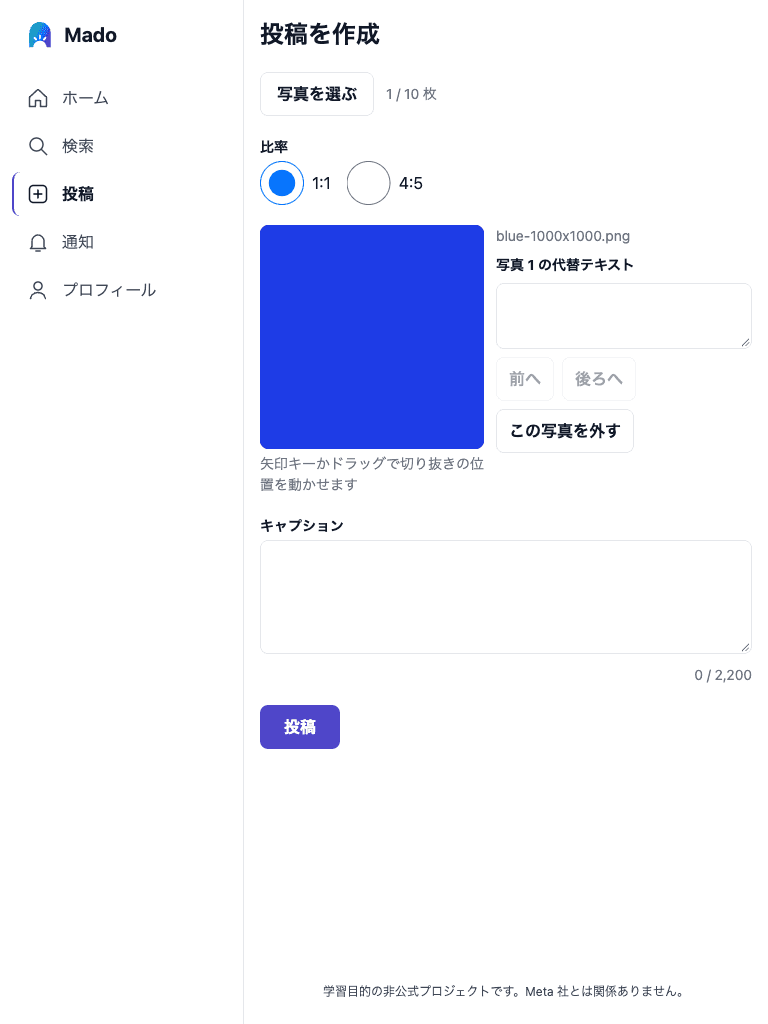 Mado
ホーム
検索
投稿
通知
プロフィール
投稿を作成
写真を選ぶ
1 / 10 枚
比率
1:1
4:5
blue-1000x1000.png
写真 1 の代替テキスト
前へ
後ろへ
この写真を外す
矢印キーかドラッグで切り抜きの位
置を動かせます
キャプション
0 / 2,200
投稿
学習目的の非公式プロジェクトです。Meta 社とは関係ありません。